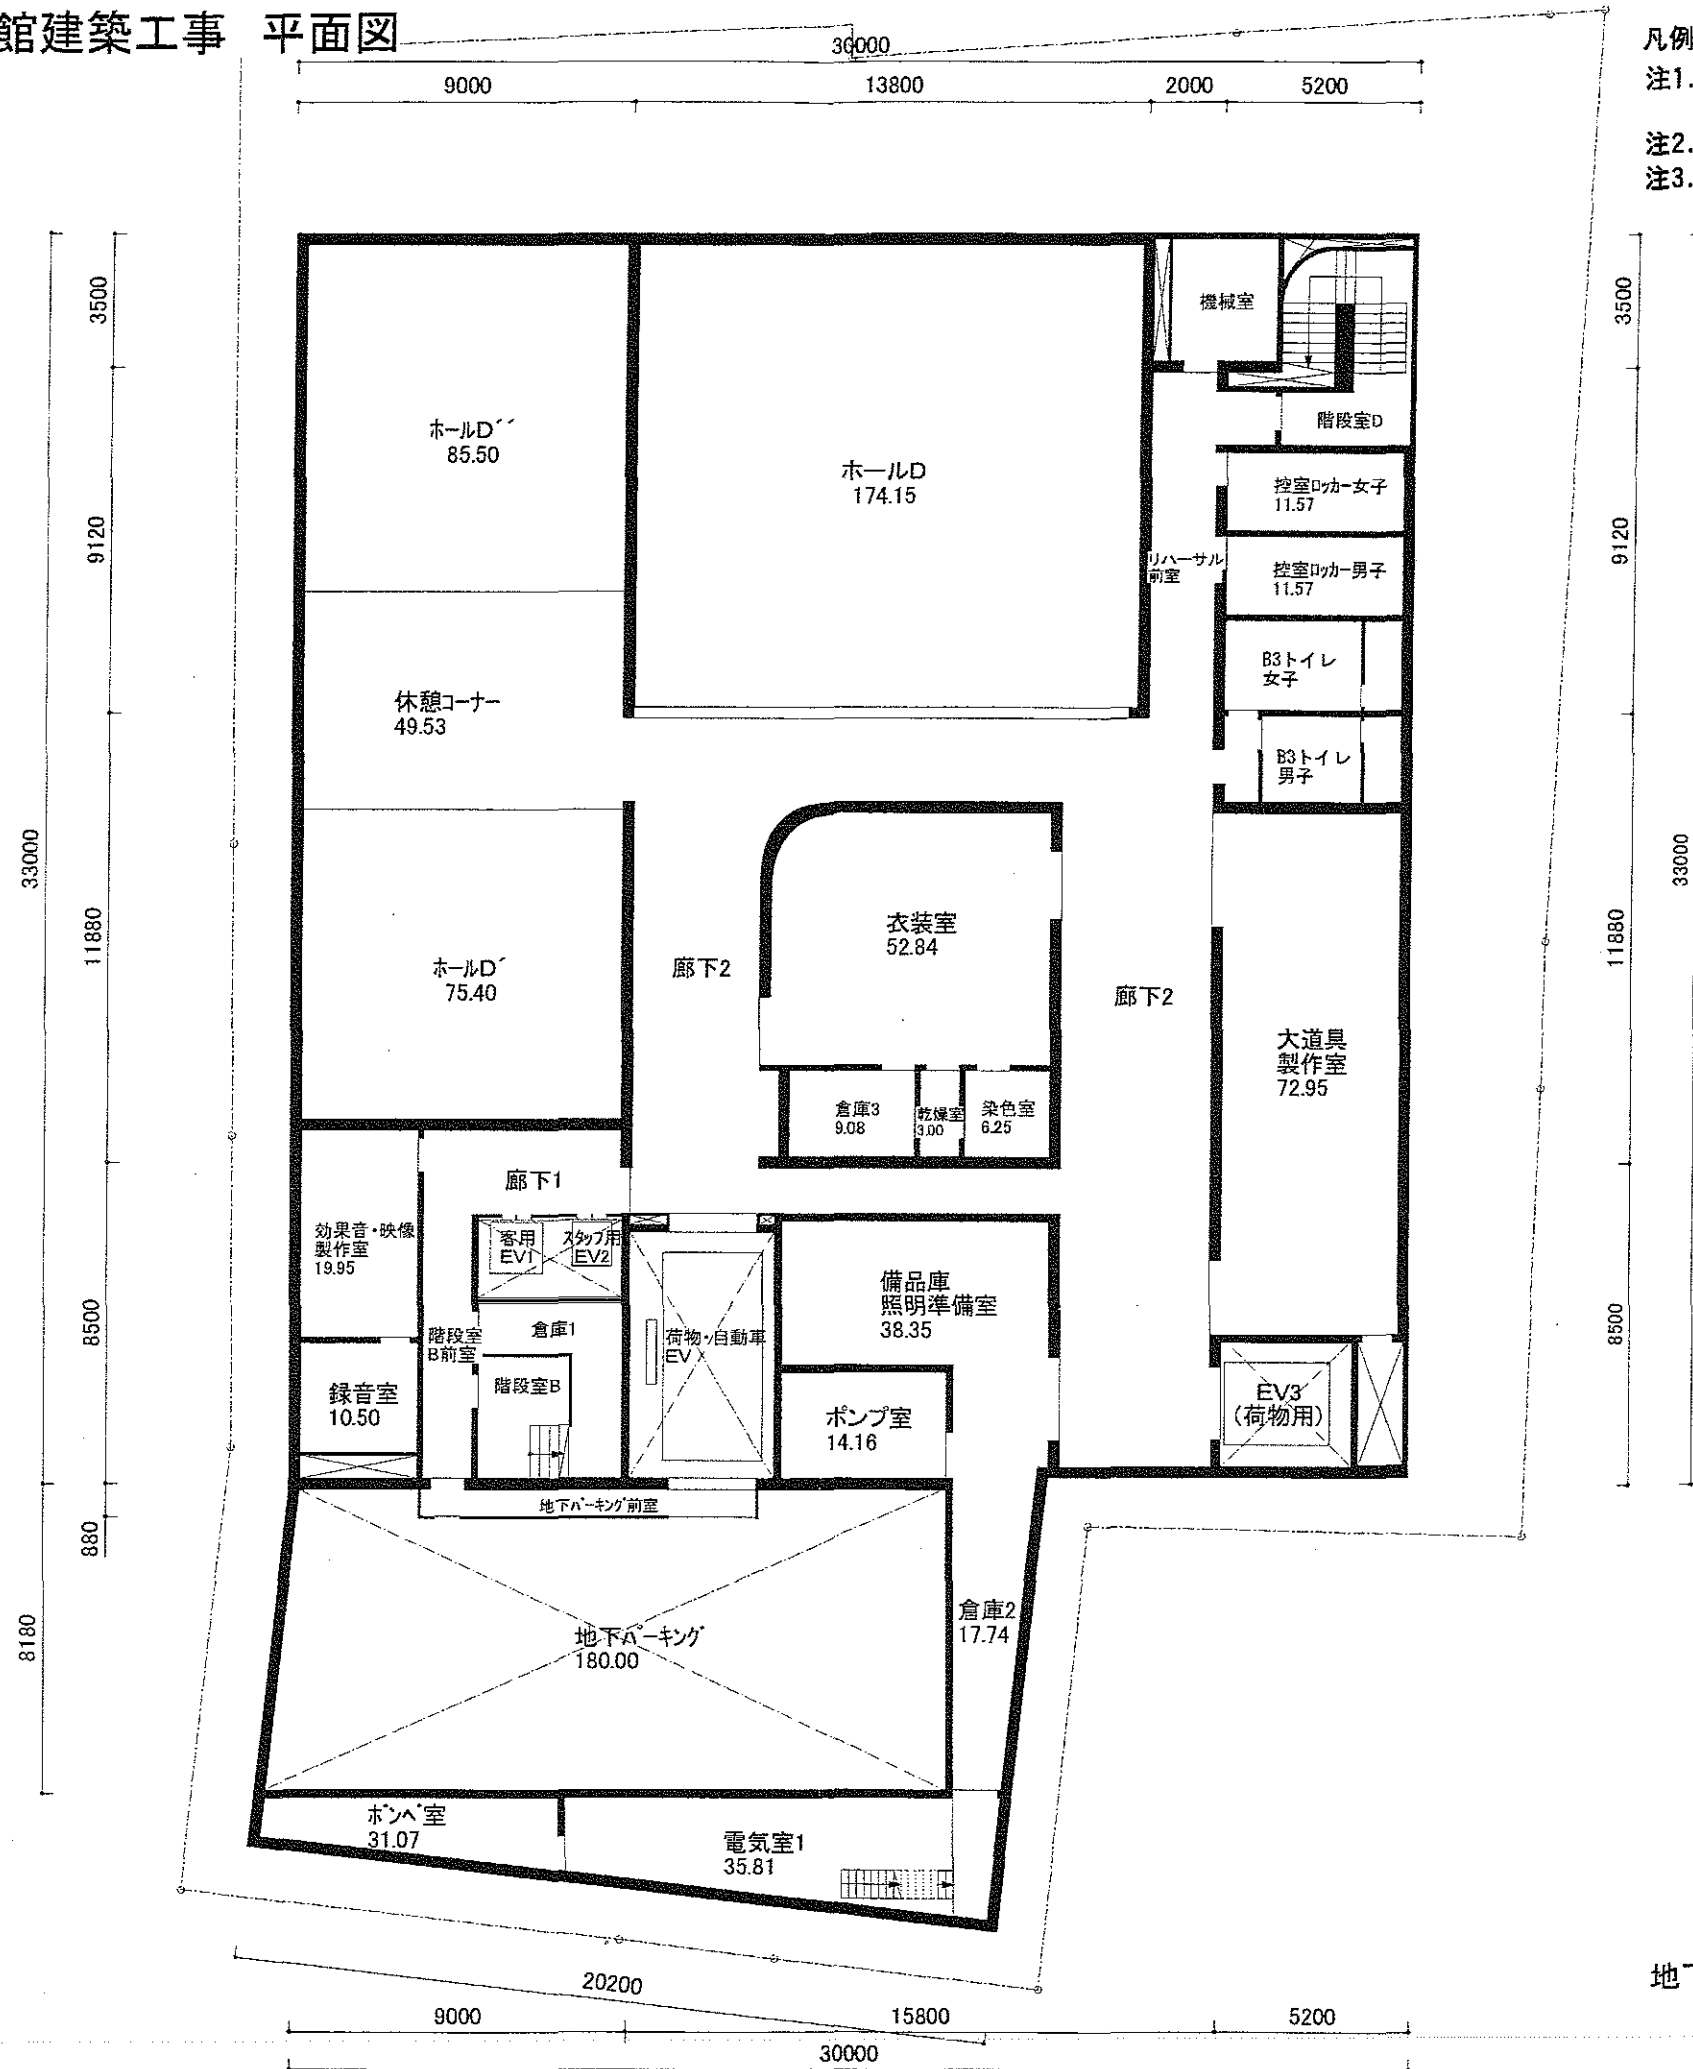 館建築工事 平面図
凡例
注1.
注2.
注3.
30000
9000
13800
2000
5200
3500
9120
33000
11880
8500
880
8180
3500
9120
11880
33000
8500
機械室
階段室D
ホールD´´
85.50
ホールD
174.15
控室ロッカー女子
11.57
リハーサル
前室
控室ロッカー男子
11.57
B3トイレ
女子
休憩コーナー
49.53
B3トイレ
男子
衣装室
52.84
ホールD´
75.40
廊下2
廊下2
大道具
製作室
72.95
倉庫3
9.08
乾燥室
3.00
染色室
6.25
廊下1
効果音・映像
製作室
19.95
客用
EV1
スタッフ用
EV2
備品庫
照明準備室
38.35
階段室
B前室
倉庫1
荷物・自動車
EV
階段室B
録音室
10.50
ポンプ室
14.16
EV3
(荷物用)
地下パーキング前室
倉庫2
17.74
地下パーキング
180.00
ボンベ室
31.07
電気室1
35.81
地下
20200
9000
15800
5200
30000